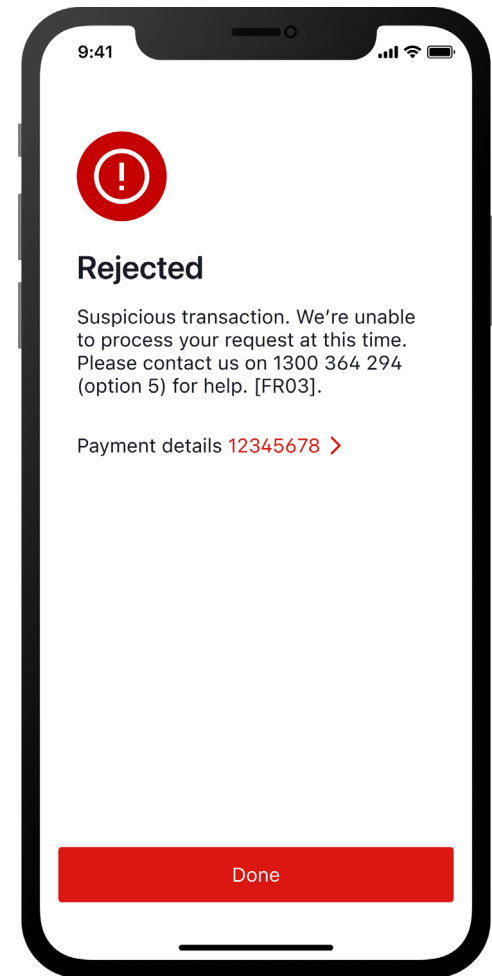 9:41
Rejected
Suspicious transaction. We're unable
to process your request at this time.
Please contact us on 1300 364 294
(option 5) for help. [FR03].
Payment details 12345678
Done